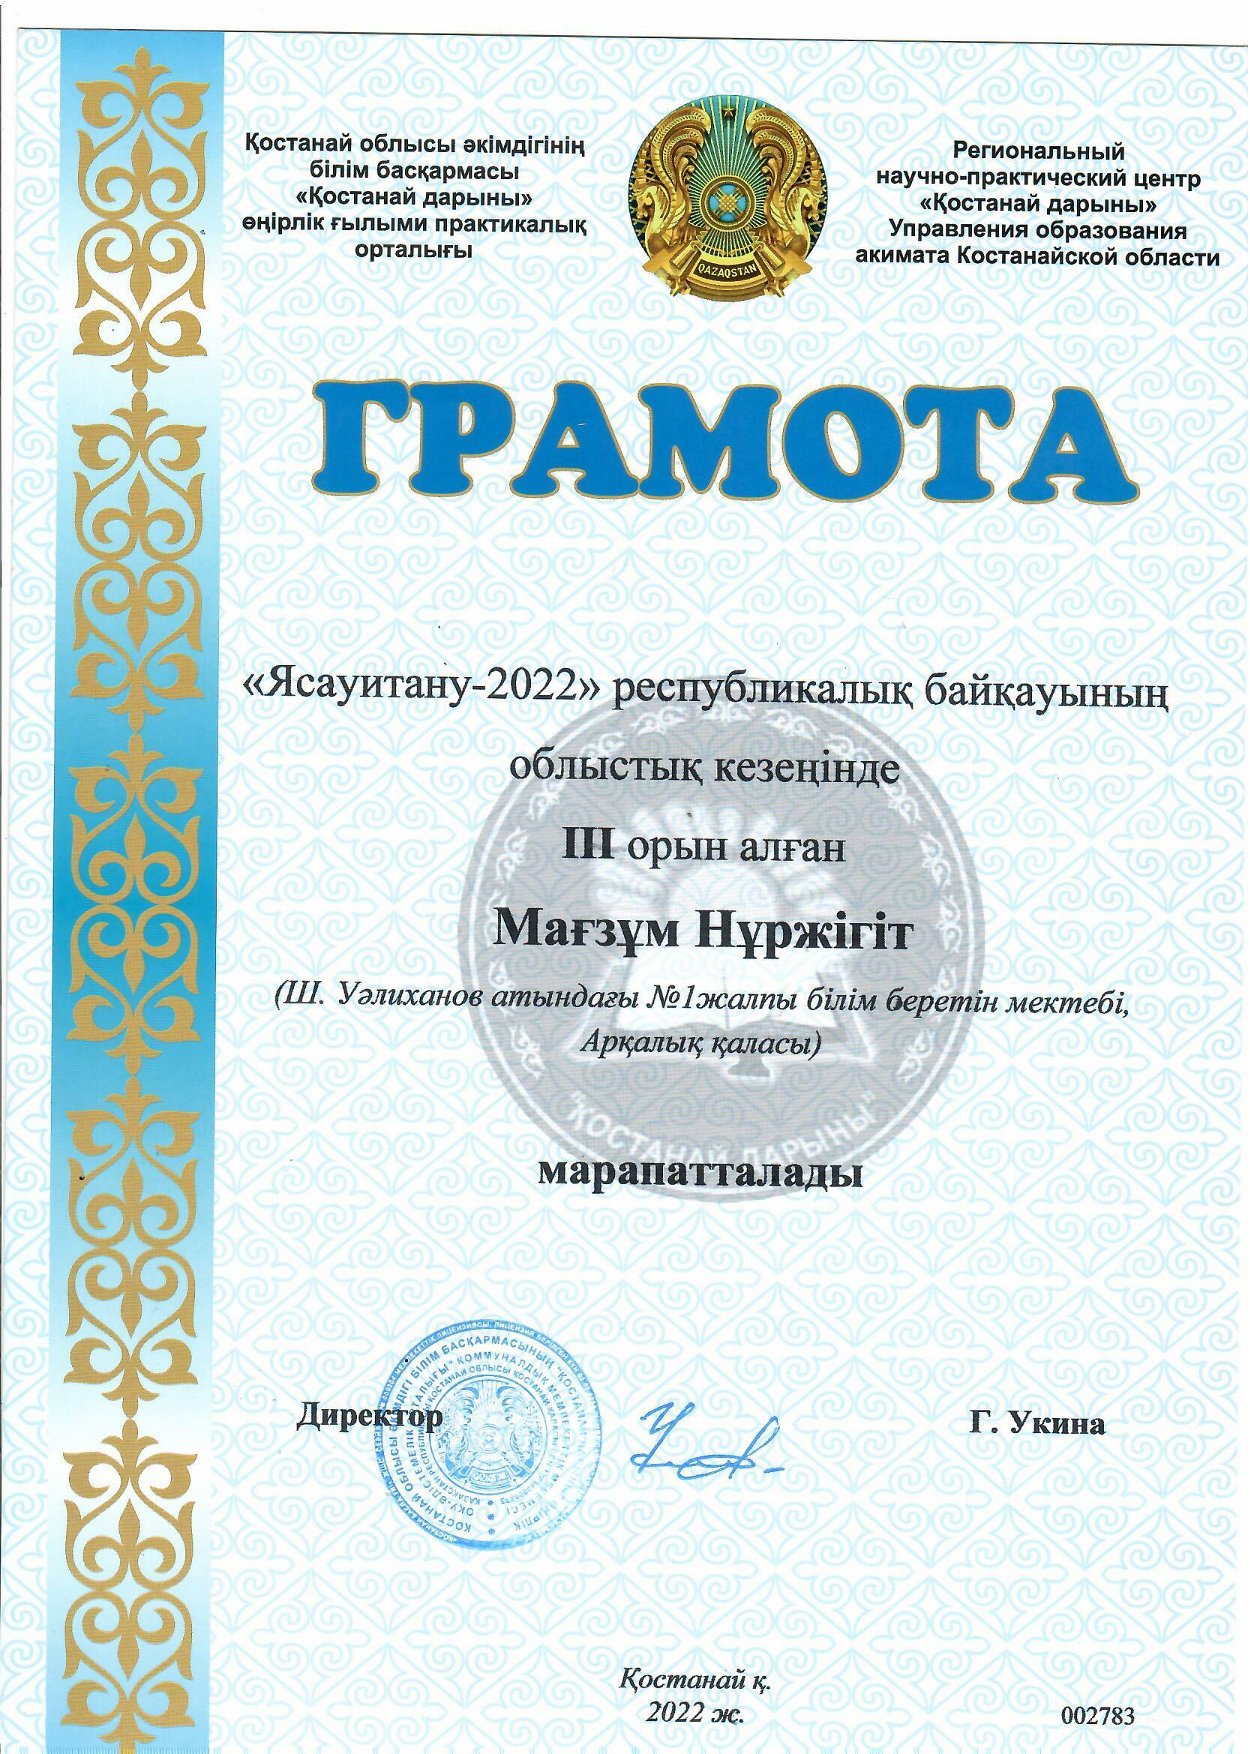 Қостанай облысы әкімдігінің
білім басқармасы
«Қостанай дарыны»
өңірлік ғылыми практикалық
орталығы
QAZAQSTAN
Региональный
научно-практический центр
«Қостанай дарыны»
Управления образования
акимата Костанайской области
ГРАМОТА
«Ясауитану-2022» республикалық байқауының
облыстық кезеңінде
III орын алған
Мағзұм Нұржігіт
(Ш. Уәлиханов атындағы №1жалпы білім беретін мектебі,
Арқалық қаласы)
"ҚОСТАНАЙ ДАРЫНЫ"
марапатталады
Директор
Г. Укина
Қостанай қ.
2022 ж.
002783